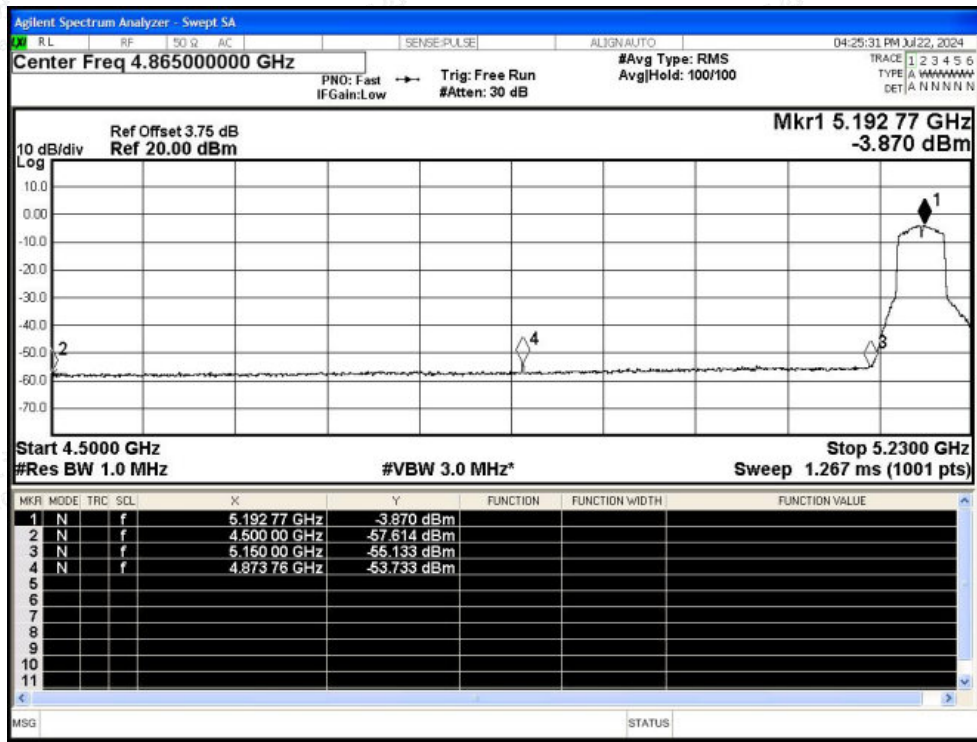 Agilent Spectrum Analyzer - Swept SA
LXI RL RF 50 Ω AC SENSE:PULSE ALIGNAUTO 04:25:31 PM Jul 22, 2024
Center Freq 4.865000000 GHz
PNO: Fast
IFGain:Low
Trig: Free Run
#Atten: 30 dB
#Avg Type: RMS
Avg|Hold: 100/100
TRACE 1 2 3 4 5 6
TYPE A WWWWW
DET A N N N N N
Mkr1 5.192 77 GHz
-3.870 dBm
Ref Offset 3.75 dB
10 dB/div Ref 20.00 dBm
Log
1
10.0
0.00
-10.0
-20.0
-30.0
-40.0
-50.0 2 4 3
-60.0
-70.0
Start 4.5000 GHz Stop 5.2300 GHz
#Res BW 1.0 MHz #VBW 3.0 MHz* Sweep 1.267 ms (1001 pts)
MKR MODE TRC SCL X Y FUNCTION FUNCTION WIDTH FUNCTION VALUE
1 N f 5.192 77 GHz -3.870 dBm
2 N f 4.500 00 GHz -57.614 dBm
3 N f 5.150 00 GHz -55.133 dBm
4 N f 4.873 76 GHz -53.733 dBm
5
6
7
8
9
10
11
MSG STATUS